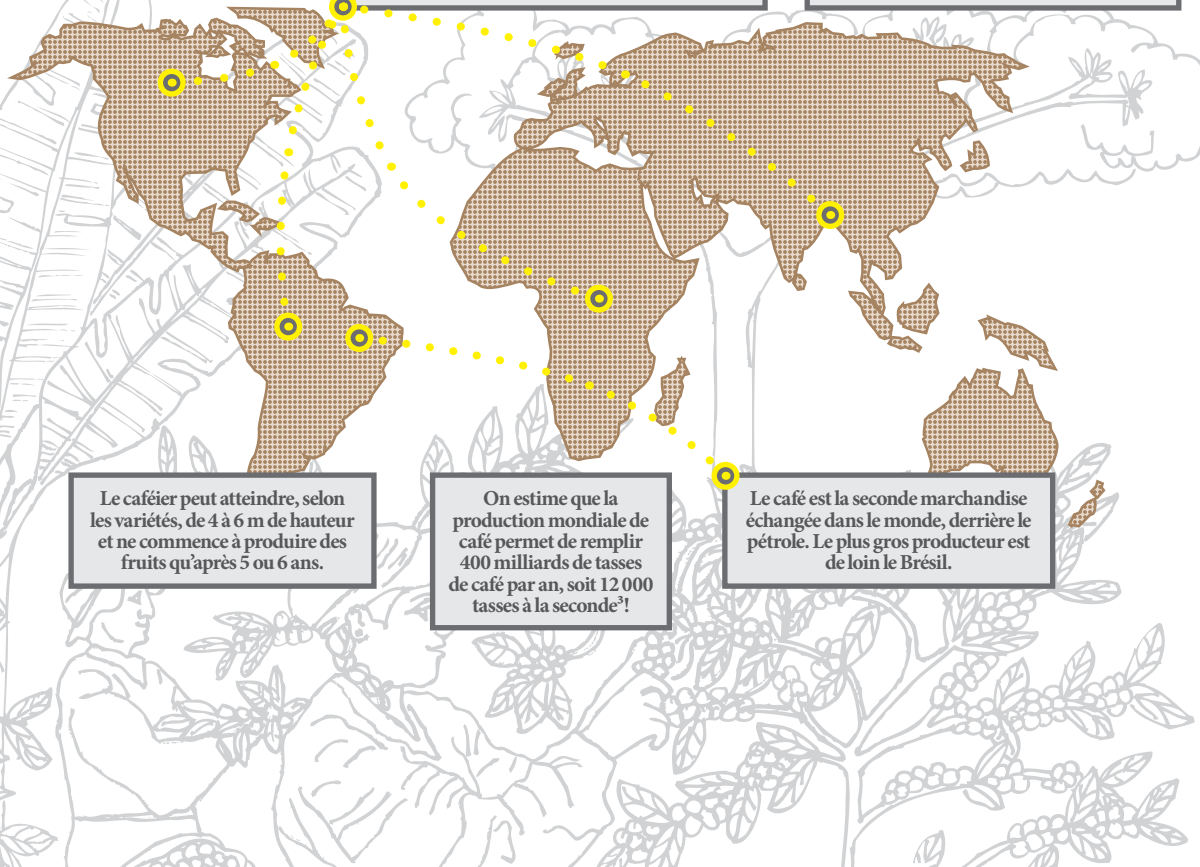 Le caféier peut atteindre, selon
les variétés, de 4 à 6 m de hauteur
et ne commence à produire des
fruits qu’après 5 ou 6 ans.
On estime que la
production mondiale de
café permet de remplir
400 milliards de tasses
de café par an, soit 12 000
tasses à la seconde³!
Le café est la seconde marchandise
échangée dans le monde, derrière le
pétrole. Le plus gros producteur est
de loin le Brésil.